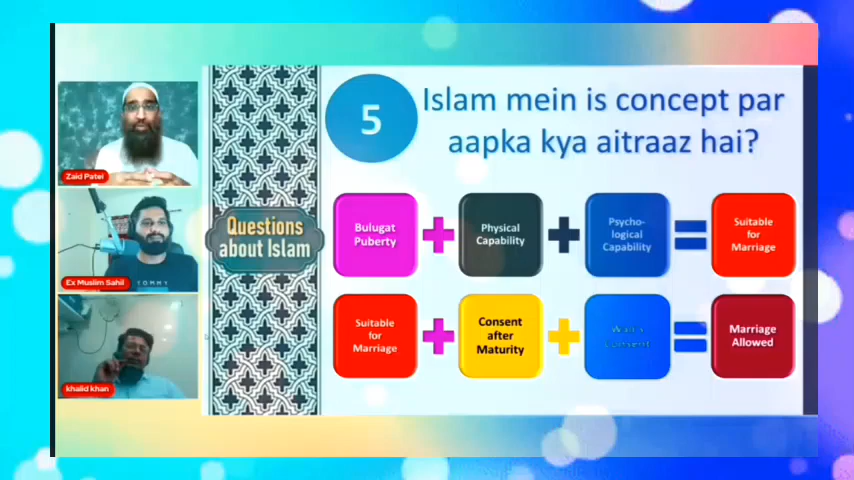 5
Islam mein is concept par
aapka kya aitraaz hai?
Zaid Patel
Ex Muslim Sahil
TOMMY
khalid khan
Questions
about Islam
Bulugat
Puberty
+
Physical
Capability
+
Psycho-
logical
Capability
=
Suitable
for
Marriage
Suitable
for
Marriage
+
Consent
after
Maturity
+
=
Marriage
Allowed